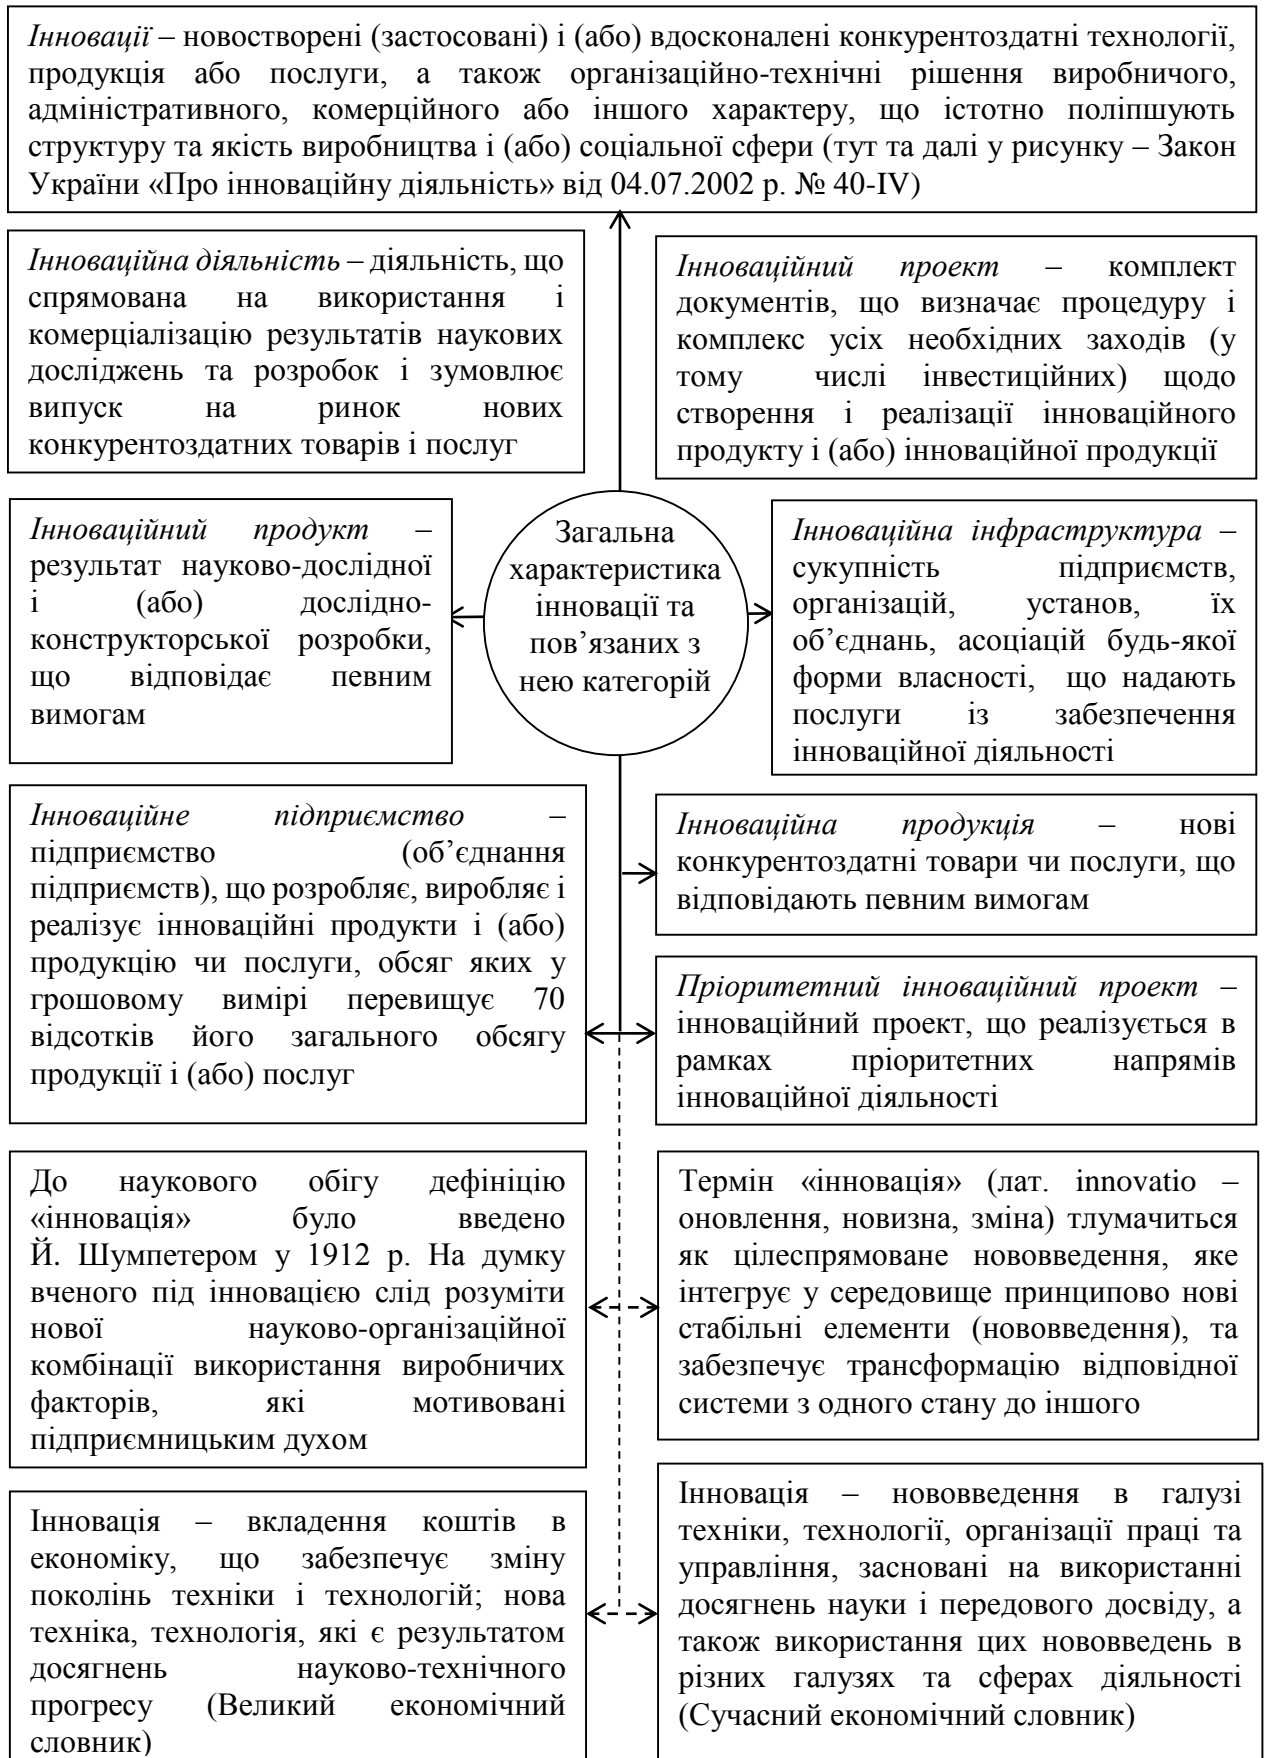 Інновації – новостворені (застосовані) і (або) вдосконалені конкурентоздатні технології,
продукція або послуги, а також організаційно-технічні рішення виробничого,
адміністративного, комерційного або іншого характеру, що істотно поліпшують
структуру та якість виробництва і (або) соціальної сфери (тут та далі у рисунку – Закон
України «Про інноваційну діяльність» від 04.07.2002 р. № 40-IV)
Інноваційна діяльність – діяльність, що
спрямована на використання і
комерціалізацію результатів наукових
досліджень та розробок і зумовлює
випуск на ринок нових
конкурентоздатних товарів і послуг
Інноваційний проект – комплект
документів, що визначає процедуру і
комплекс усіх необхідних заходів (у
тому числі інвестиційних) щодо
створення і реалізації інноваційного
продукту і (або) інноваційної продукції
Інноваційний продукт –
результат науково-дослідної
і (або) дослідно-
конструкторської розробки,
що відповідає певним
вимогам
Загальна
характеристика
інновації та
пов’язаних з
нею категорій
Інноваційна інфраструктура –
сукупність підприємств,
організацій, установ, їх
об’єднань, асоціацій будь-якої
форми власності, що надають
послуги із забезпечення
інноваційної діяльності
Інноваційне підприємство –
підприємство (об’єднання
підприємств), що розробляє, виробляє і
реалізує інноваційні продукти і (або)
продукцію чи послуги, обсяг яких у
грошовому вимірі перевищує 70
відсотків його загального обсягу
продукції і (або) послуг
Інноваційна продукція – нові
конкурентоздатні товари чи послуги, що
відповідають певним вимогам
Пріоритетний інноваційний проект –
інноваційний проект, що реалізується в
рамках пріоритетних напрямів
інноваційної діяльності
До наукового обігу дефініцію
«інновація» було введено
Й. Шумпетером у 1912 р. На думку
вченого під інновацією слід розуміти
нової науково-організаційної
комбінації використання виробничих
факторів, які мотивовані
підприємницьким духом
Термін «інновація» (лат. innovatio –
оновлення, новизна, зміна) тлумачиться
як цілеспрямоване нововведення, яке
інтегрує у середовище принципово нові
стабільні елементи (нововведення), та
забезпечує трансформацію відповідної
системи з одного стану до іншого
Інновація – вкладення коштів в
економіку, що забезпечує зміну
поколінь техніки і технологій; нова
техніка, технологія, які є результатом
досягнень науково-технічного
прогресу (Великий економічний
словник)
Інновація – нововведення в галузі
техніки, технології, організації праці та
управління, засновані на використанні
досягнень науки і передового досвіду, а
також використання цих нововведень в
різних галузях та сферах діяльності
(Сучасний економічний словник)